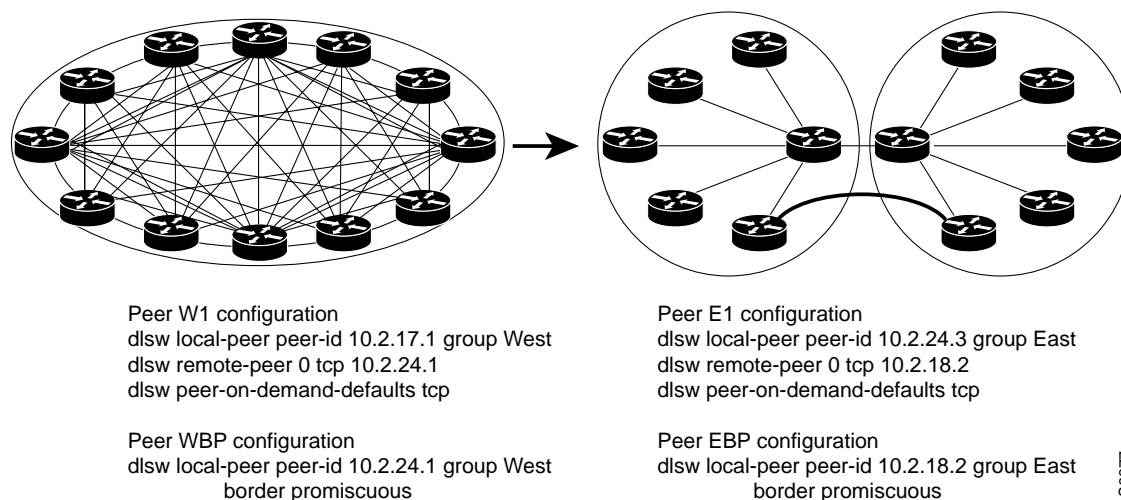 Peer W1 configuration
dlsw local-peer peer-id 10.2.17.1 group West
dlsw remote-peer 0 tcp 10.2.24.1
dlsw peer-on-demand-defaults tcp
Peer WBP configuration
dlsw local-peer peer-id 10.2.24.1 group West
border promiscuous
Peer E1 configuration
dlsw local-peer peer-id 10.2.24.3 group East
dlsw remote-peer 0 tcp 10.2.18.2
dlsw peer-on-demand-defaults tcp
Peer EBP configuration
dlsw local-peer peer-id 10.2.18.2 group East
border promiscuous